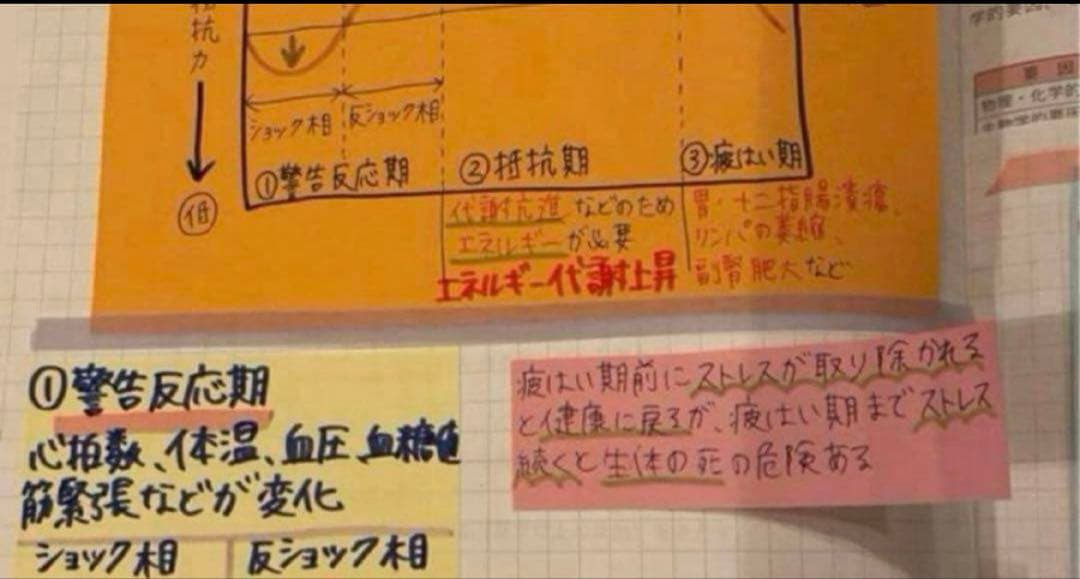 抗
力
低
ショック相
反ショック相
①警告反応期
②抵抗期
③疲はい期
代謝亢進などのため
エネルギーが必要
エネルギー代謝上昇
胃・十二指腸潰瘍、
リンパの萎縮、
副腎肥大など
要因
物理・化学的
①警告反応期
心拍数、体温、血圧、血糖値
筋緊張などが変化
ショック相
反ショック相
疲はい期前にストレスが取り除かれる
と健康に戻るが、疲はい期までストレス
続くと生体の死の危険ある